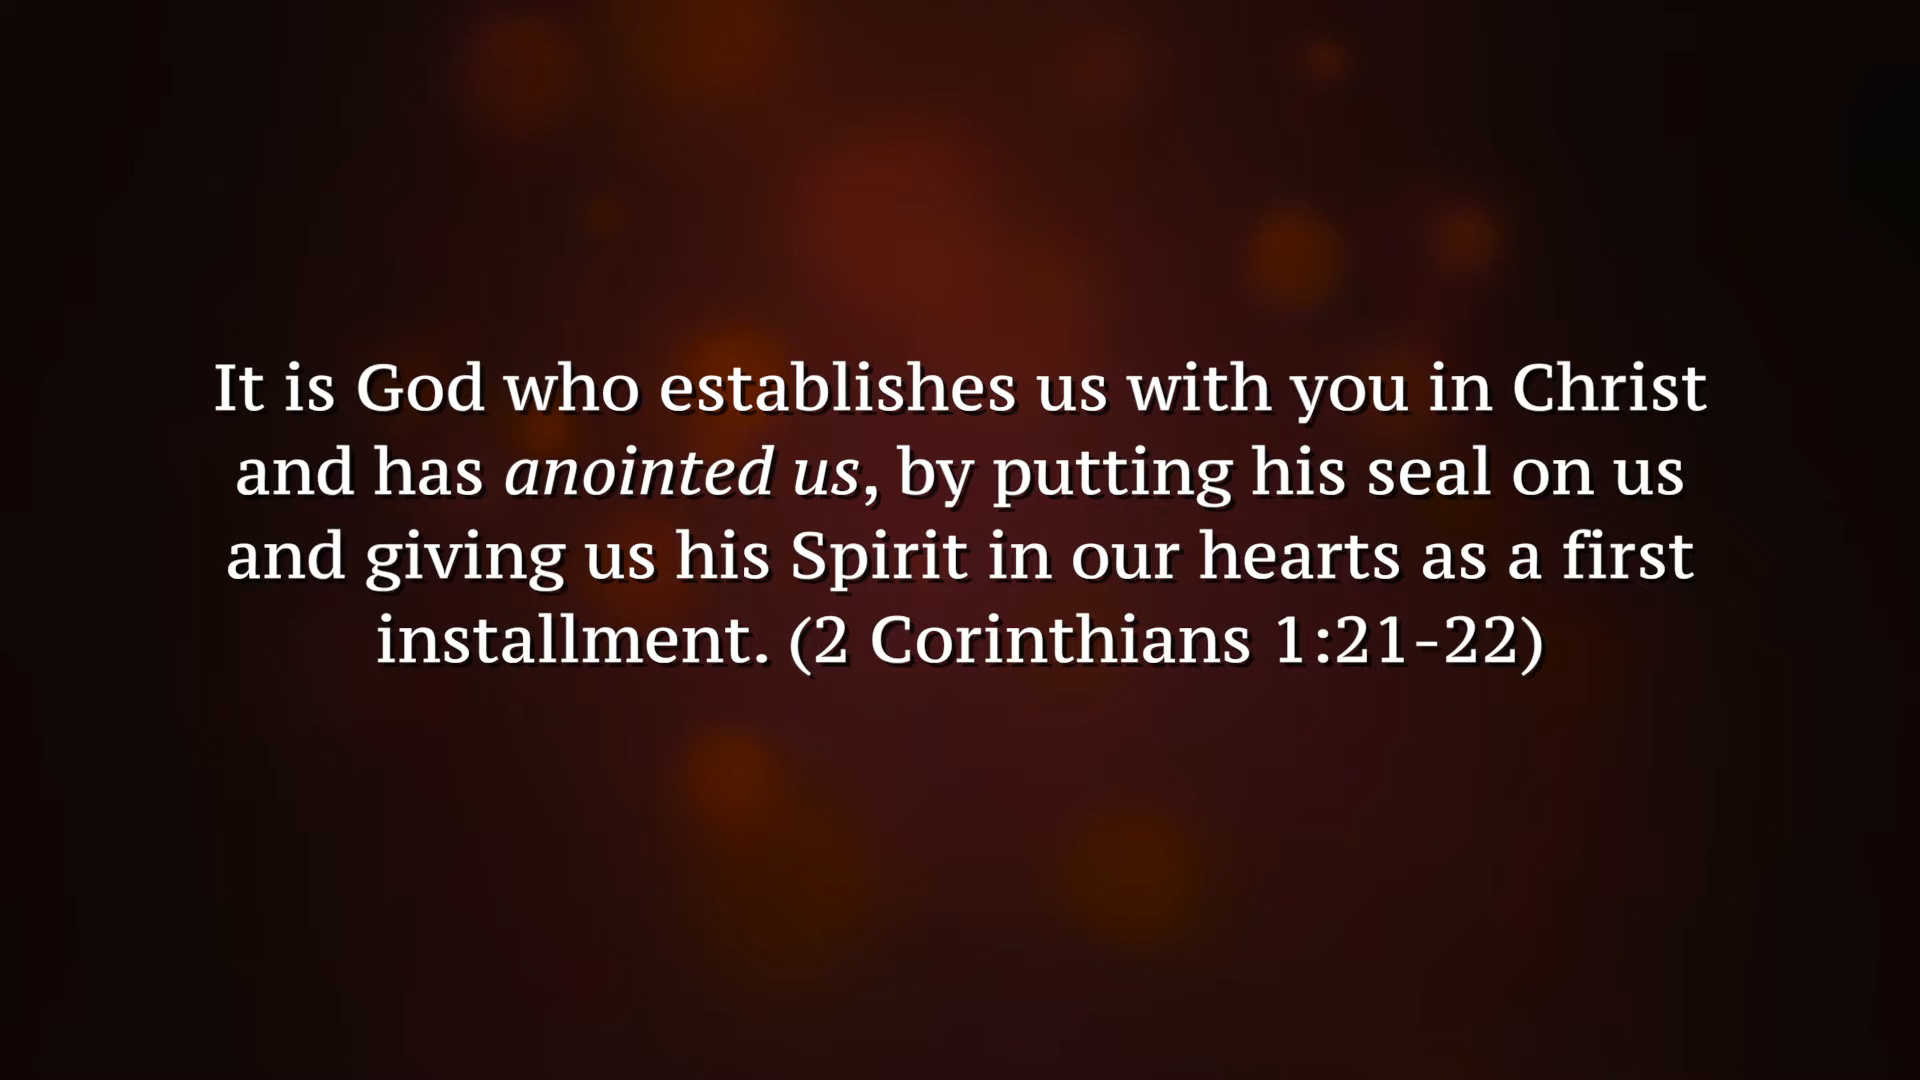 It is God who establishes us with you in Christ
and has anointed us, by putting his seal on us
and giving us his Spirit in our hearts as a first
installment. (2 Corinthians 1:21-22)